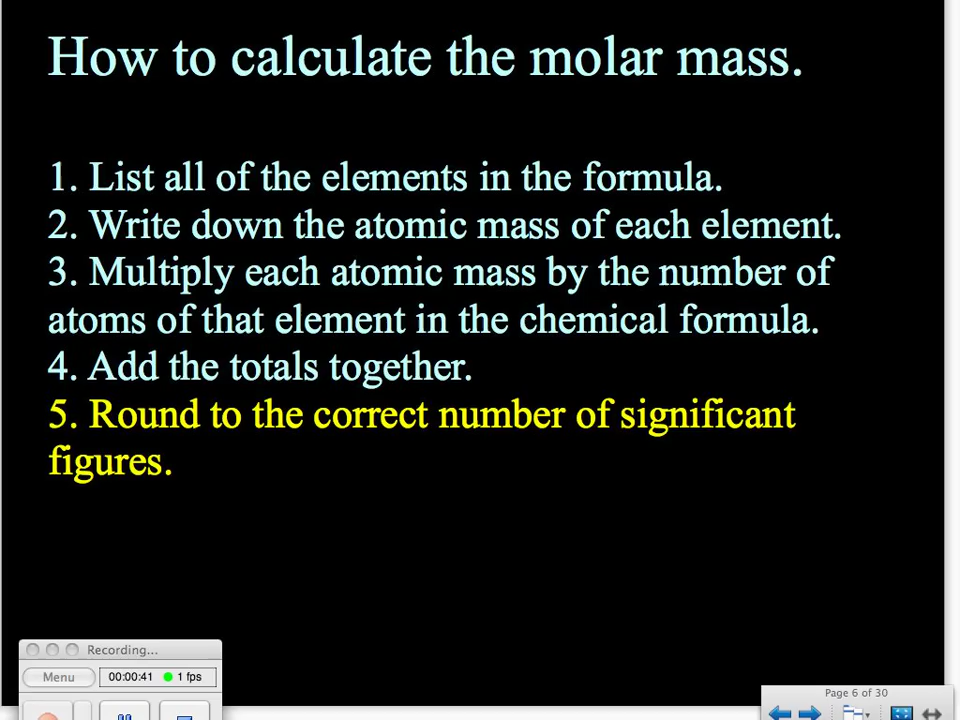 How to calculate the molar mass.
1. List all of the elements in the formula.
2. Write down the atomic mass of each element.
3. Multiply each atomic mass by the number of
atoms of that element in the chemical formula.
4. Add the totals together.
5. Round to the correct number of significant
figures.
Recording...
Menu
00:00:41 1 fps
Page 6 of 30